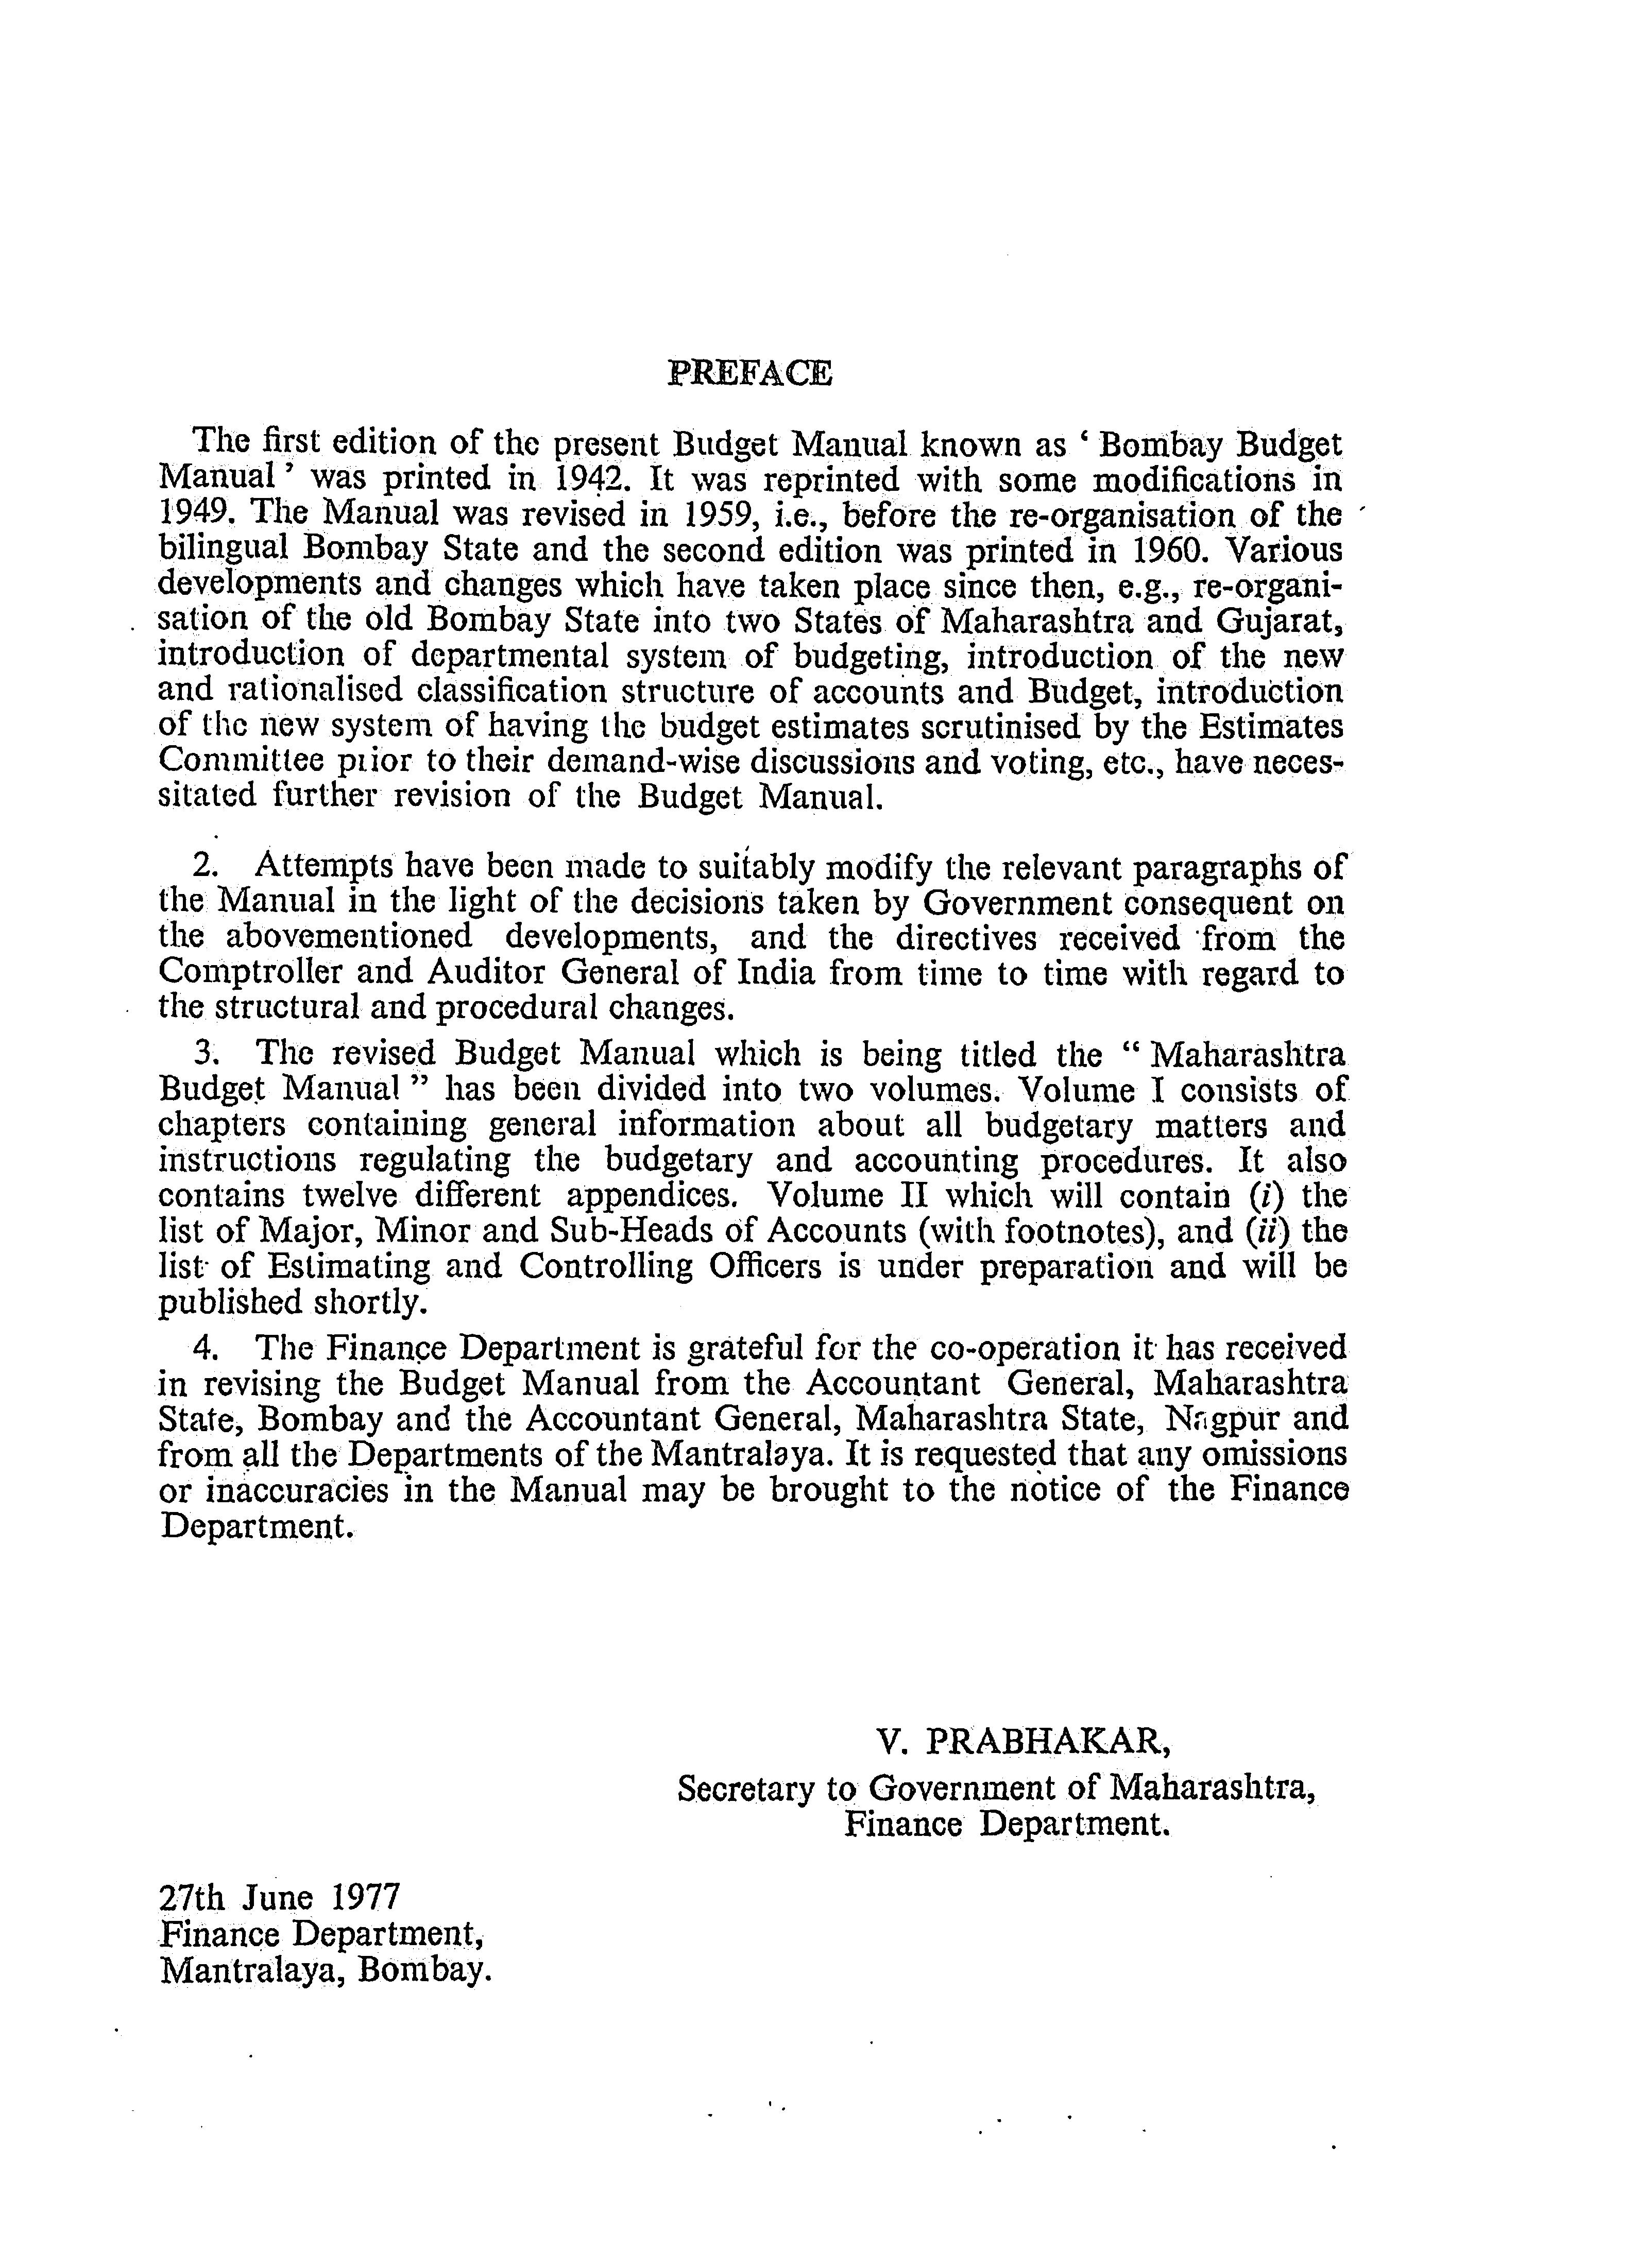 PREFACE
The first edition of the present Budget Manual known as ‘ Bombay Budget
Manual ’ was printed in 1942. It was reprinted with some modifications in
1949. The Manual was revised in 1959, i.e., before the re-organisation of the
bilingual Bombay State and the second edition was printed in 1960. Various
developments and changes which have taken place since then, e.g., re-organi-
sation of the old Bombay State into two States of Maharashtra and Gujarat,
introduction of departmental system of budgeting, introduction of the new
and rationalised classification structure of accounts and Budget, introduction
of the new system of having the budget estimates scrutinised by the Estimates
Committee prior to their demand-wise discussions and voting, etc., have neces-
sitated further revision of the Budget Manual.
2. Attempts have been made to suitably modify the relevant paragraphs of
the Manual in the light of the decisions taken by Government consequent on
the abovementioned developments, and the directives received from the
Comptroller and Auditor General of India from time to time with regard to
the structural and procedural changes.
3. The revised Budget Manual which is being titled the “ Maharashtra
Budget Manual ” has been divided into two volumes. Volume I consists of
chapters containing general information about all budgetary matters and
instructions regulating the budgetary and accounting procedures. It also
contains twelve different appendices. Volume II which will contain (i) the
list of Major, Minor and Sub-Heads of Accounts (with footnotes), and (ii) the
list of Estimating and Controlling Officers is under preparation and will be
published shortly.
4. The Finance Department is grateful for the co-operation it has received
in revising the Budget Manual from the Accountant General, Maharashtra
State, Bombay and the Accountant General, Maharashtra State, Nagpur and
from all the Departments of the Mantralaya. It is requested that any omissions
or inaccuracies in the Manual may be brought to the notice of the Finance
Department.
V. PRABHAKAR,
Secretary to Government of Maharashtra,
Finance Department.
27th June 1977
Finance Department,
Mantralaya, Bombay.